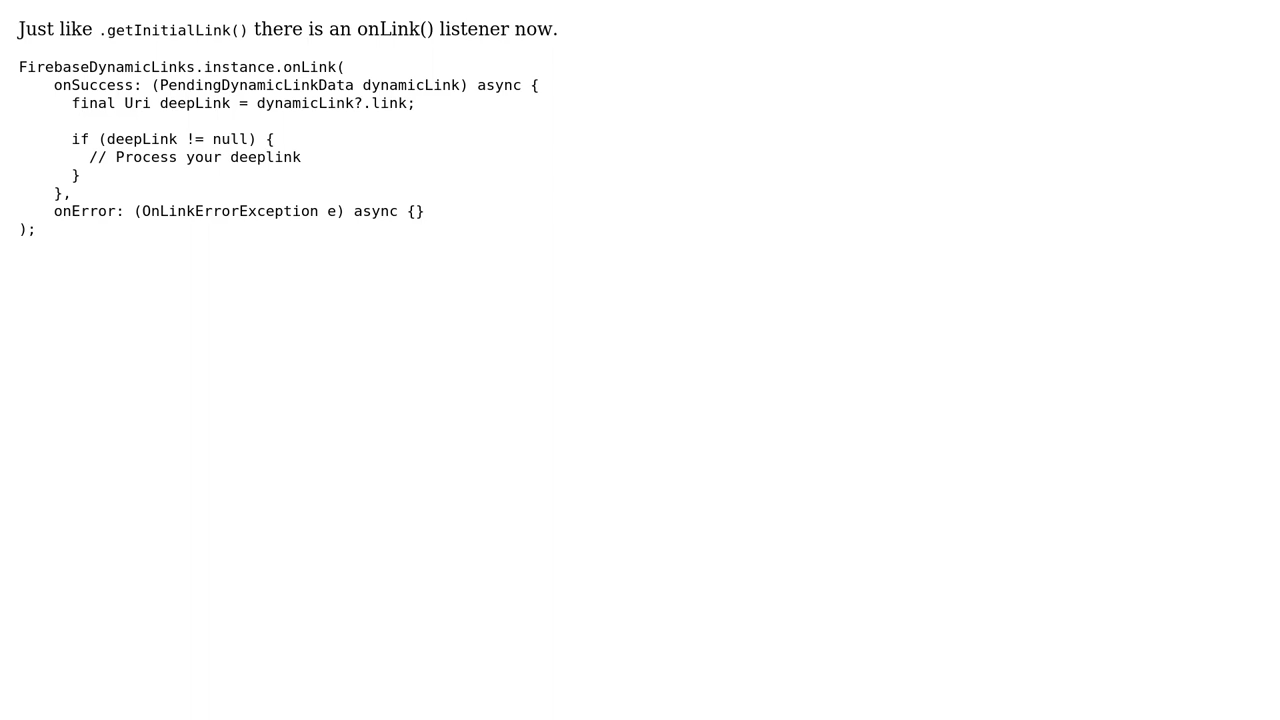 Just like .getInitialLink() there is an onLink() listener now.
FirebaseDynamicLinks.instance.onLink(
    onSuccess: (PendingDynamicLinkData dynamicLink) async {
      final Uri deepLink = dynamicLink?.link;

      if (deepLink != null) {
        // Process your deeplink
      }
    },
    onError: (OnLinkErrorException e) async {}
);